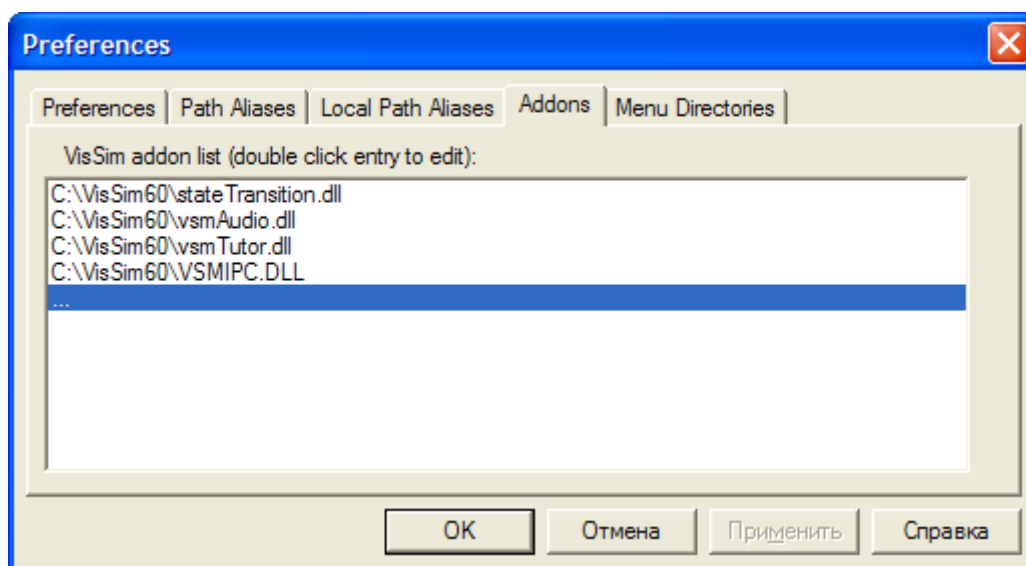 Preferences
Preferences Path Aliases Local Path Aliases Addons Menu Directories
VisSim addon list (double click entry to edit):
C:\VisSim60\stateTransition.dll
C:\VisSim60\vsmAudio.dll
C:\VisSim60\vsmTutor.dll
C:\VisSim60\VSMIPC.DLL
...
OK Отмена Применить Справка